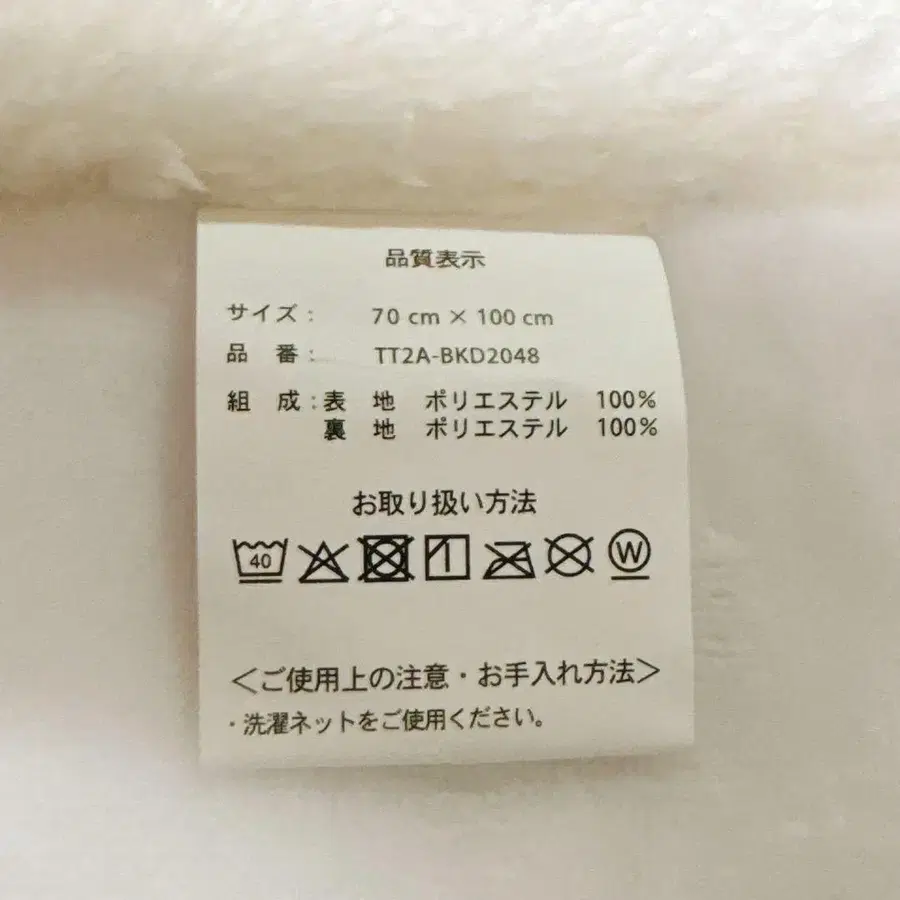 品質表示
サイズ： 70 cm × 100 cm
品　番： TT2A-BKD2048
組　成：表　地　ポリエステル　100%
裏　地　ポリエステル　100%
お取り扱い方法
40 W
＜ご使用上の注意・お手入れ方法＞
・洗濯ネットをご使用ください。